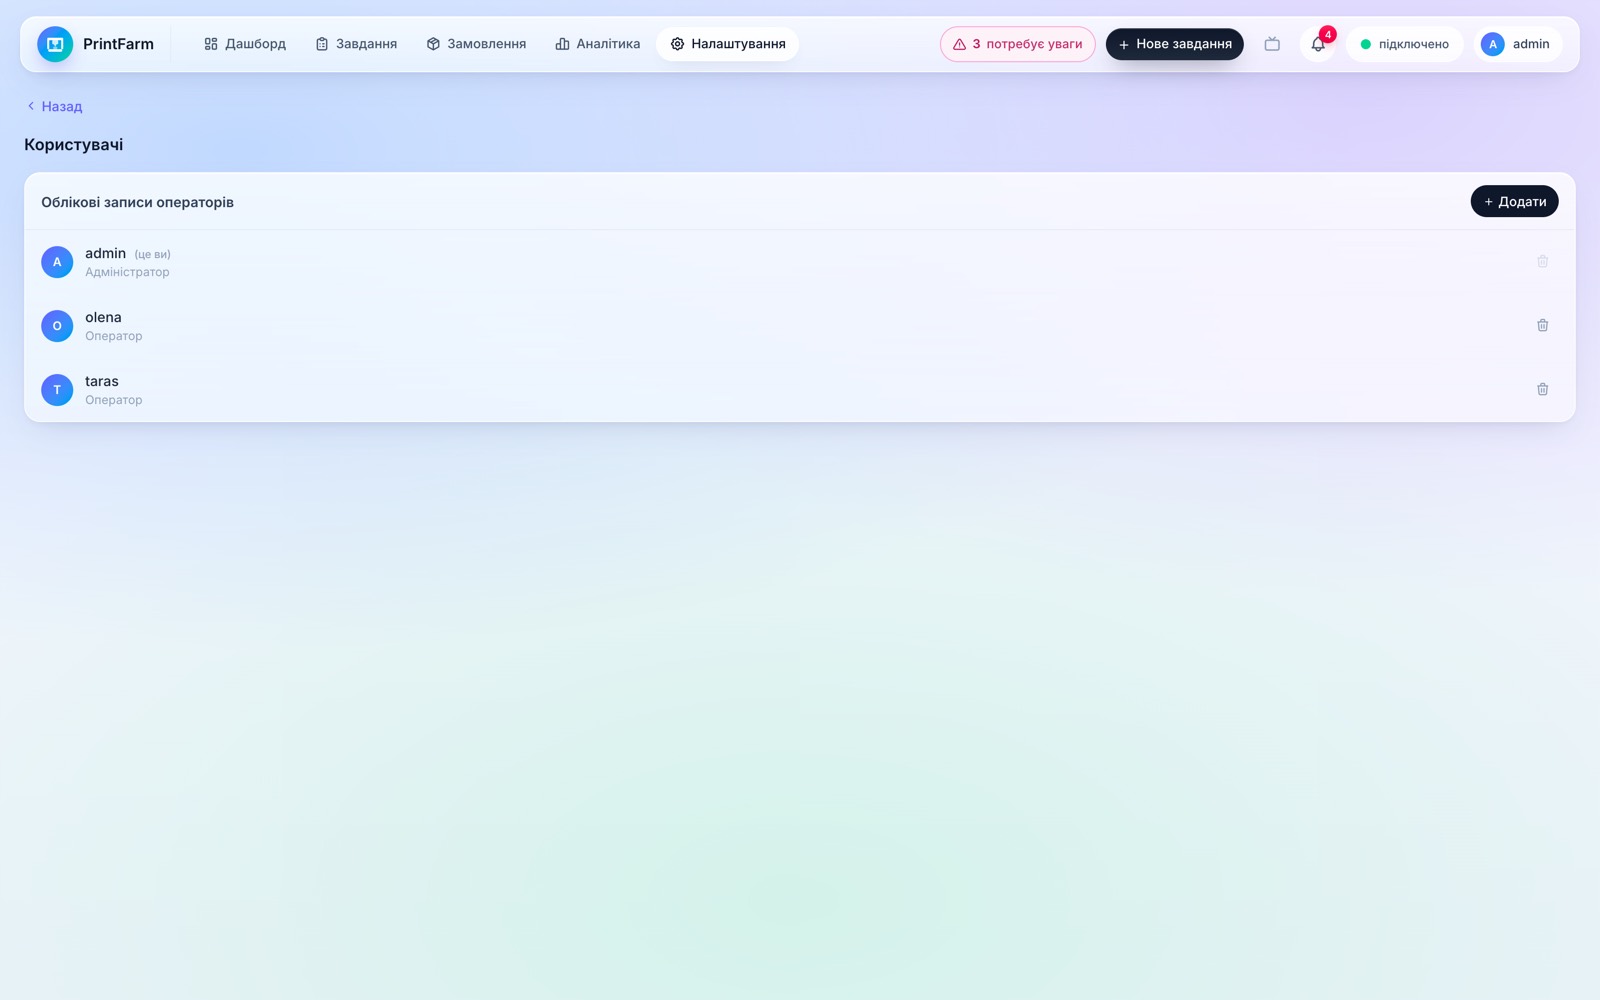 PrintFarm Дашборд Завдання Замовлення Аналітика Налаштування 3 потребує уваги + Нове завдання 4 підключено A admin
Назад
Користувачі
Облікові записи операторів + Додати
A admin (це ви)
Адміністратор
O olena
Оператор
T taras
Оператор